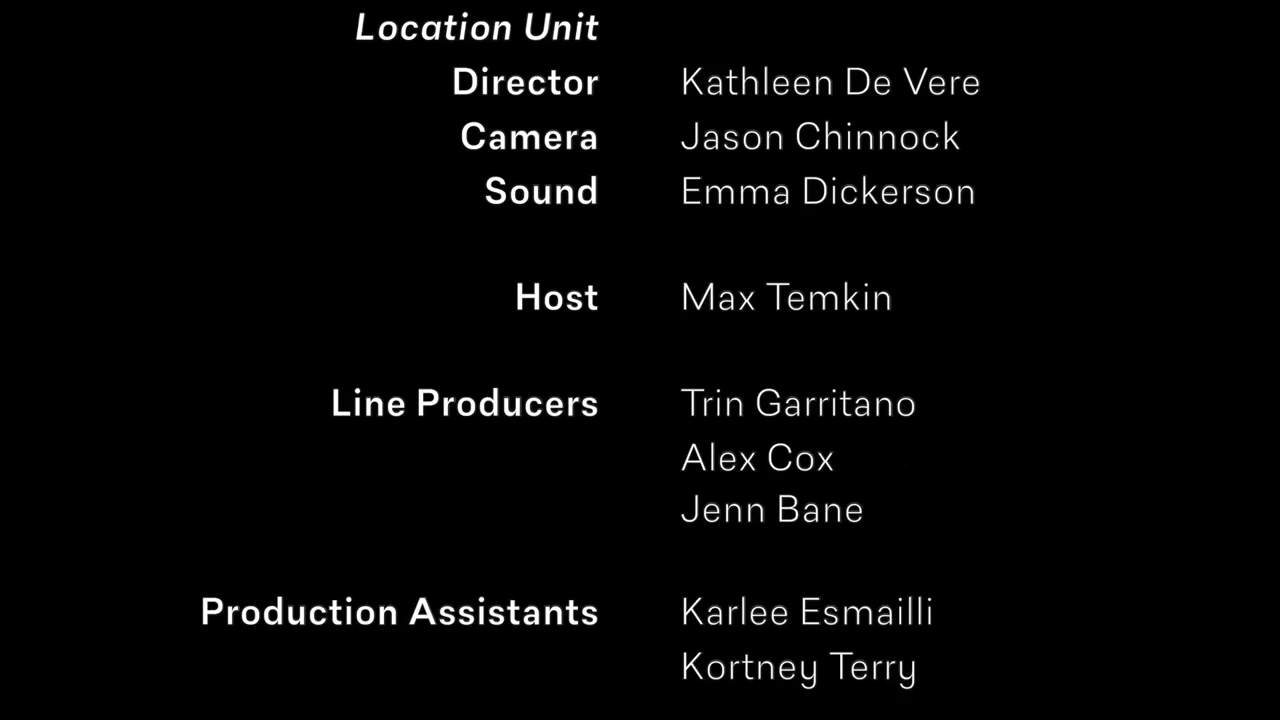 Location Unit
Director Kathleen De Vere
Camera Jason Chinnock
Sound Emma Dickerson
Host Max Temkin
Line Producers Trin Garritano
Alex Cox
Jenn Bane
Production Assistants Karlee Esmailli
Kortney Terry